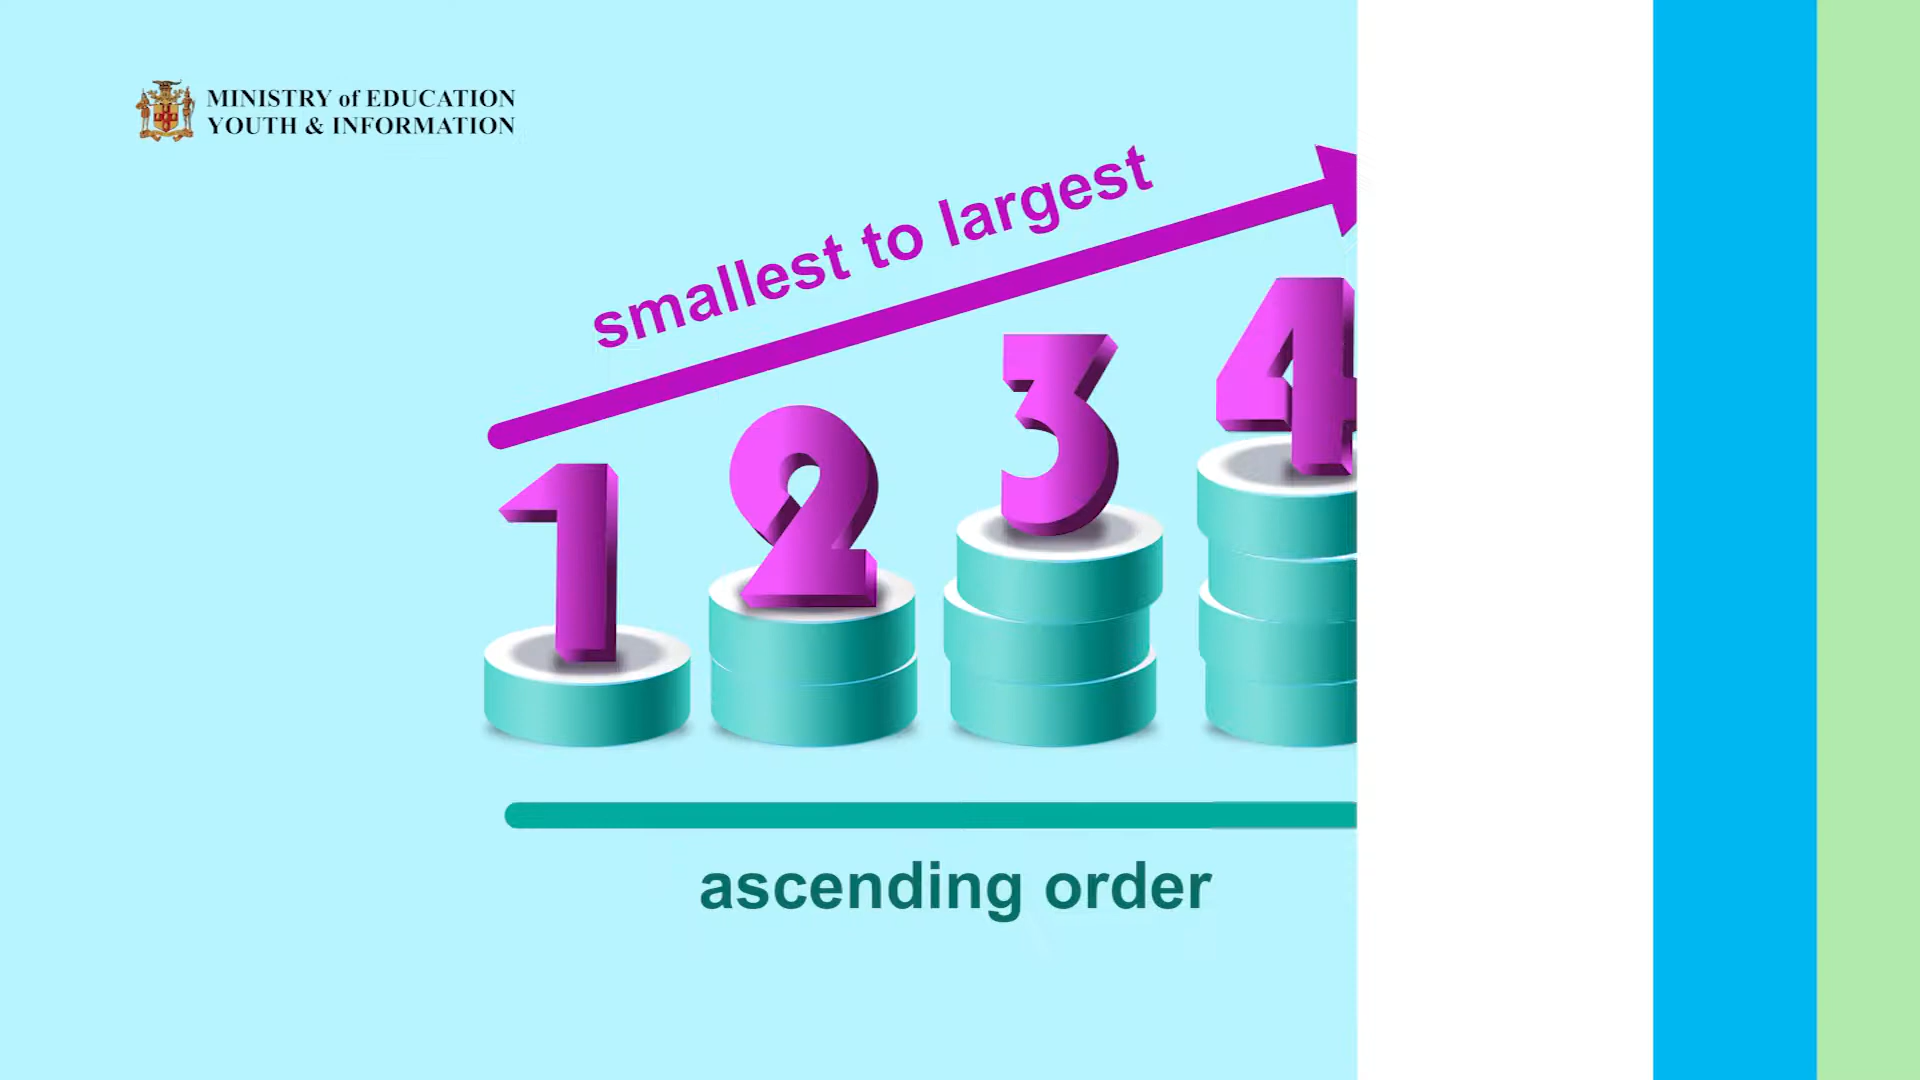 MINISTRY of EDUCATION
YOUTH & INFORMATION
smallest to largest
1 2 3 4
ascending order